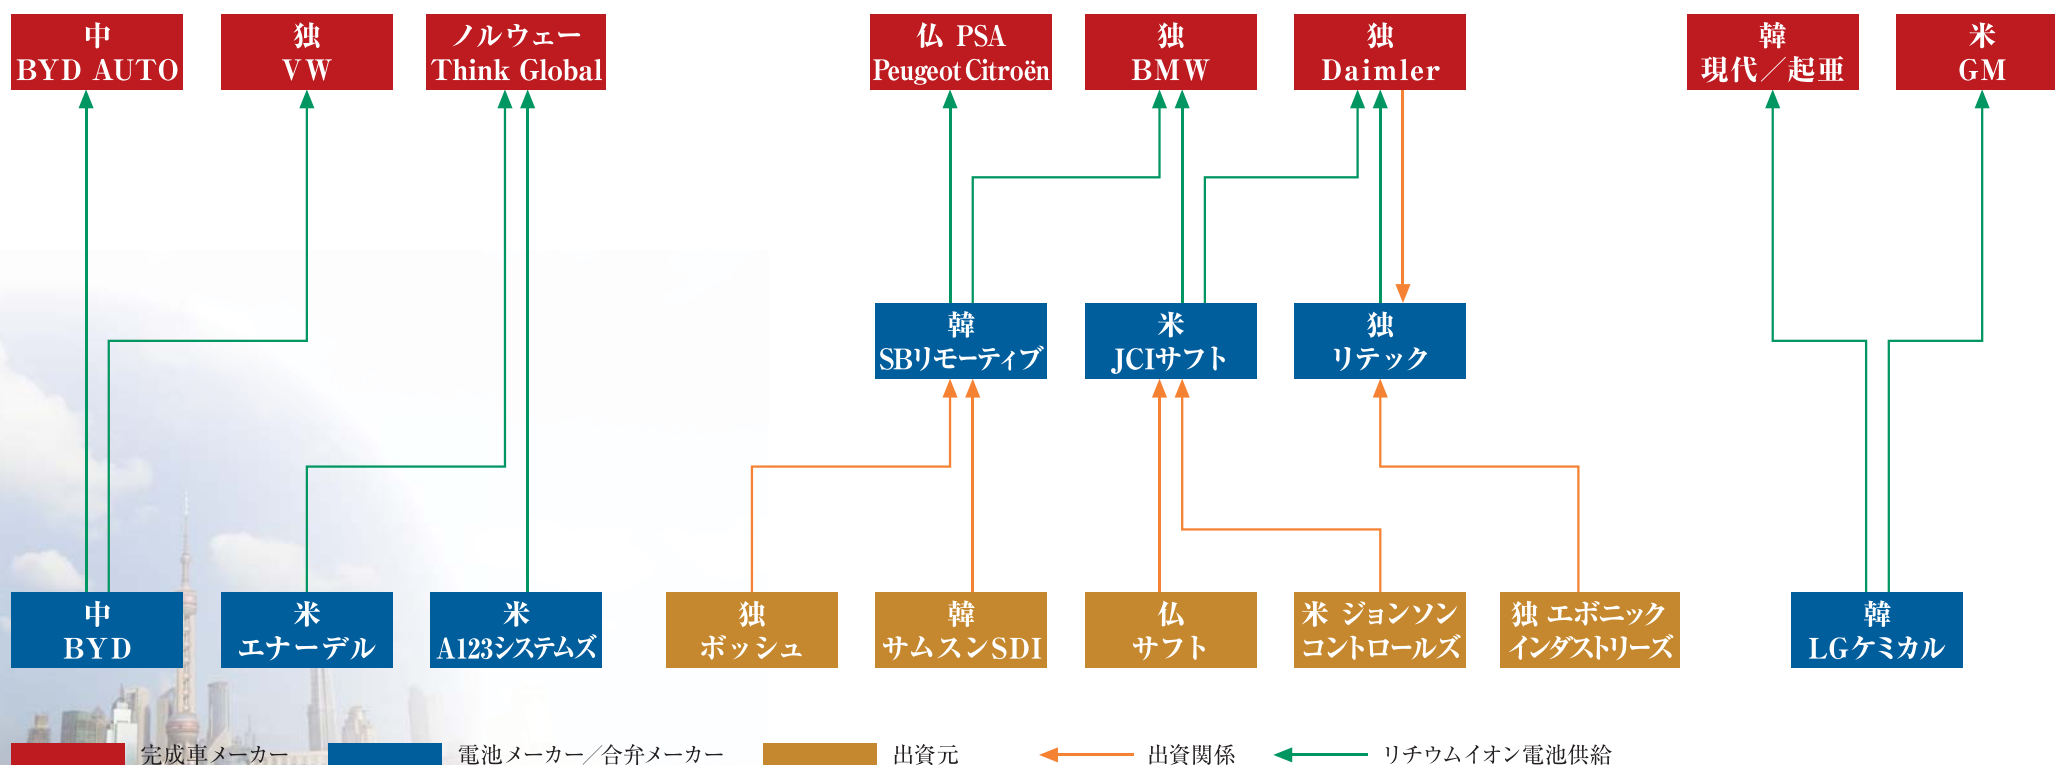 中
BYD AUTO
独
VW
ノルウェー
Think Global
仏 PSA
Peugeot Citroën
独
BMW
独
Daimler
韓
現代／起亜
米
GM
韓
SBリモーティブ
米
JCIサフト
独
リテック
中
BYD
米
エナーデル
米
A123システムズ
独
ボッシュ
韓
サムスンSDI
仏
サフト
米 ジョンソン
コントロールズ
独 エボニック
インダストリーズ
韓
LGケミカル
完成車メーカー
電池メーカー／合弁メーカー
出資元
出資関係
リチウムイオン電池供給